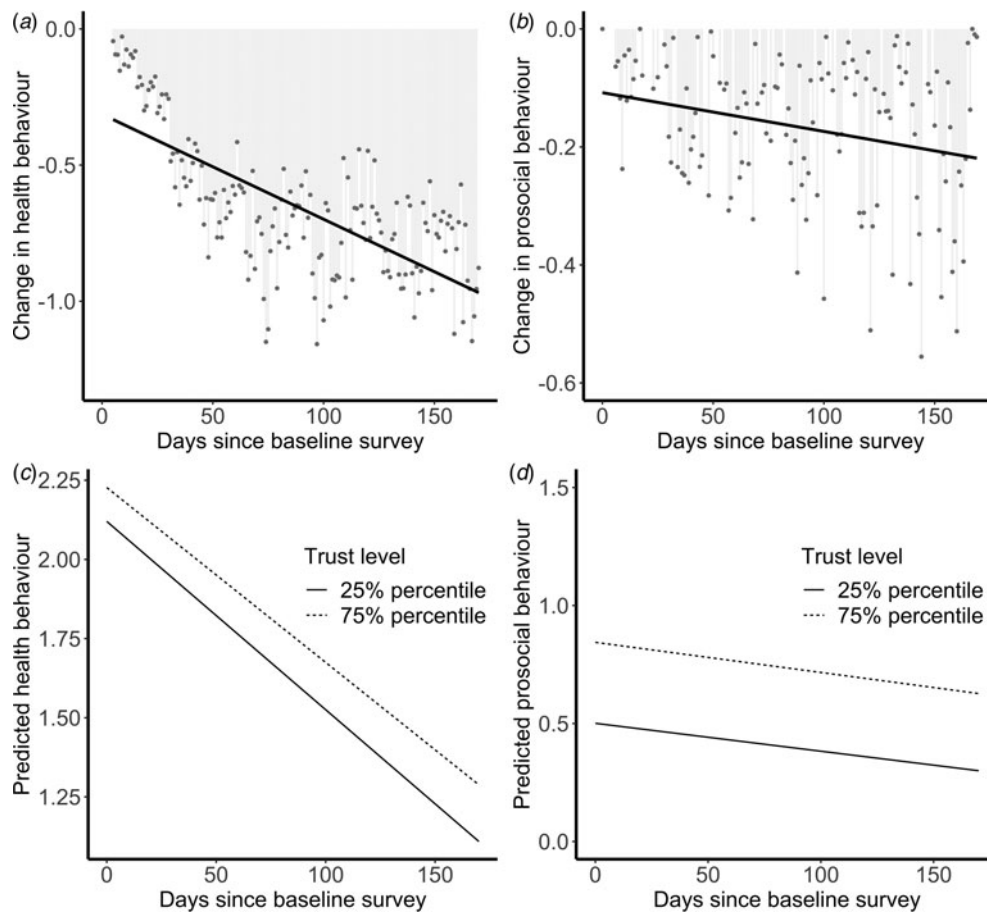 (a)
0.0
-0.5
-1.0
Change in health behaviour
0
50
100
150
Days since baseline survey
(b)
0.0
-0.2
-0.4
-0.6
Change in prosocial behaviour
0
50
100
150
Days since baseline survey
(c)
2.25
2.00
1.75
1.50
1.25
Predicted health behaviour
Trust level
25% percentile
75% percentile
0
50
100
150
Days since baseline survey
(d)
1.5
1.0
0.5
0.0
Predicted prosocial behaviour
Trust level
25% percentile
75% percentile
0
50
100
150
Days since baseline survey